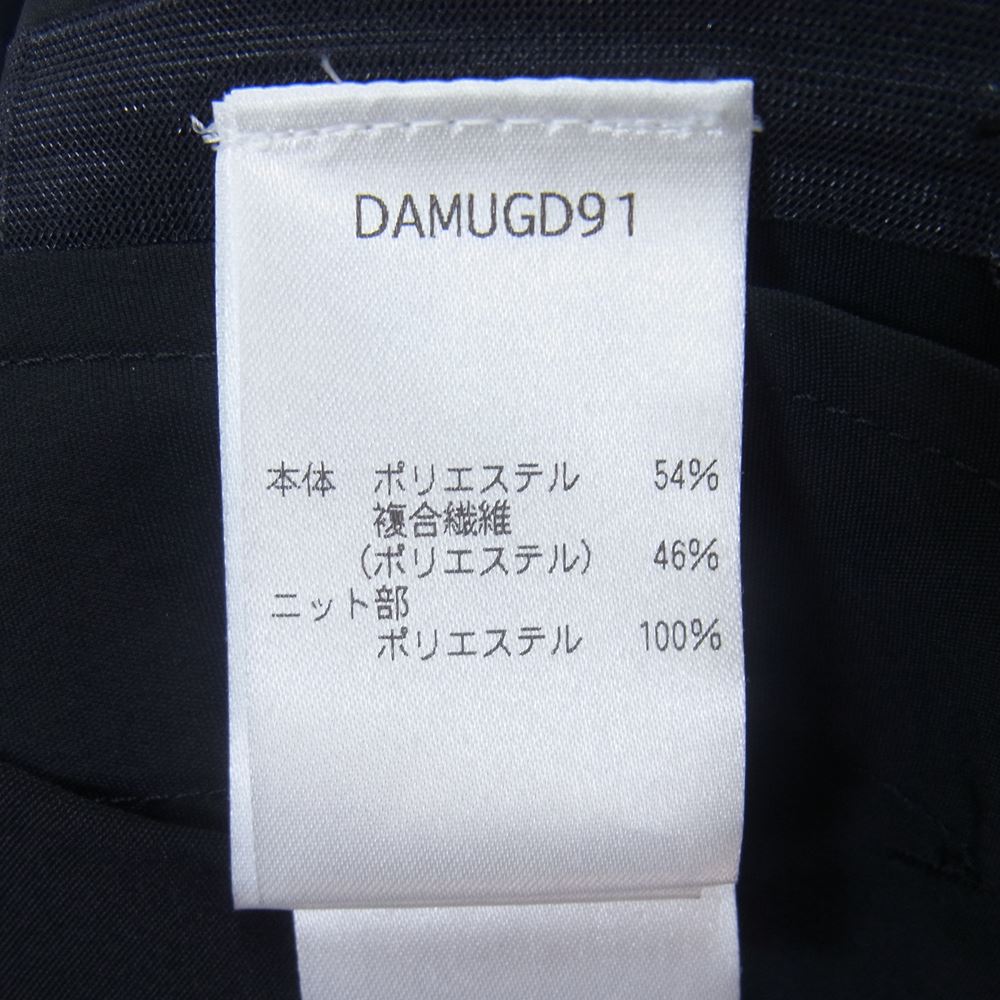 DAMUGD91
本体 ポリエステル 54%
複合繊維
(ポリエステル) 46%
ニット部
ポリエステル 100%